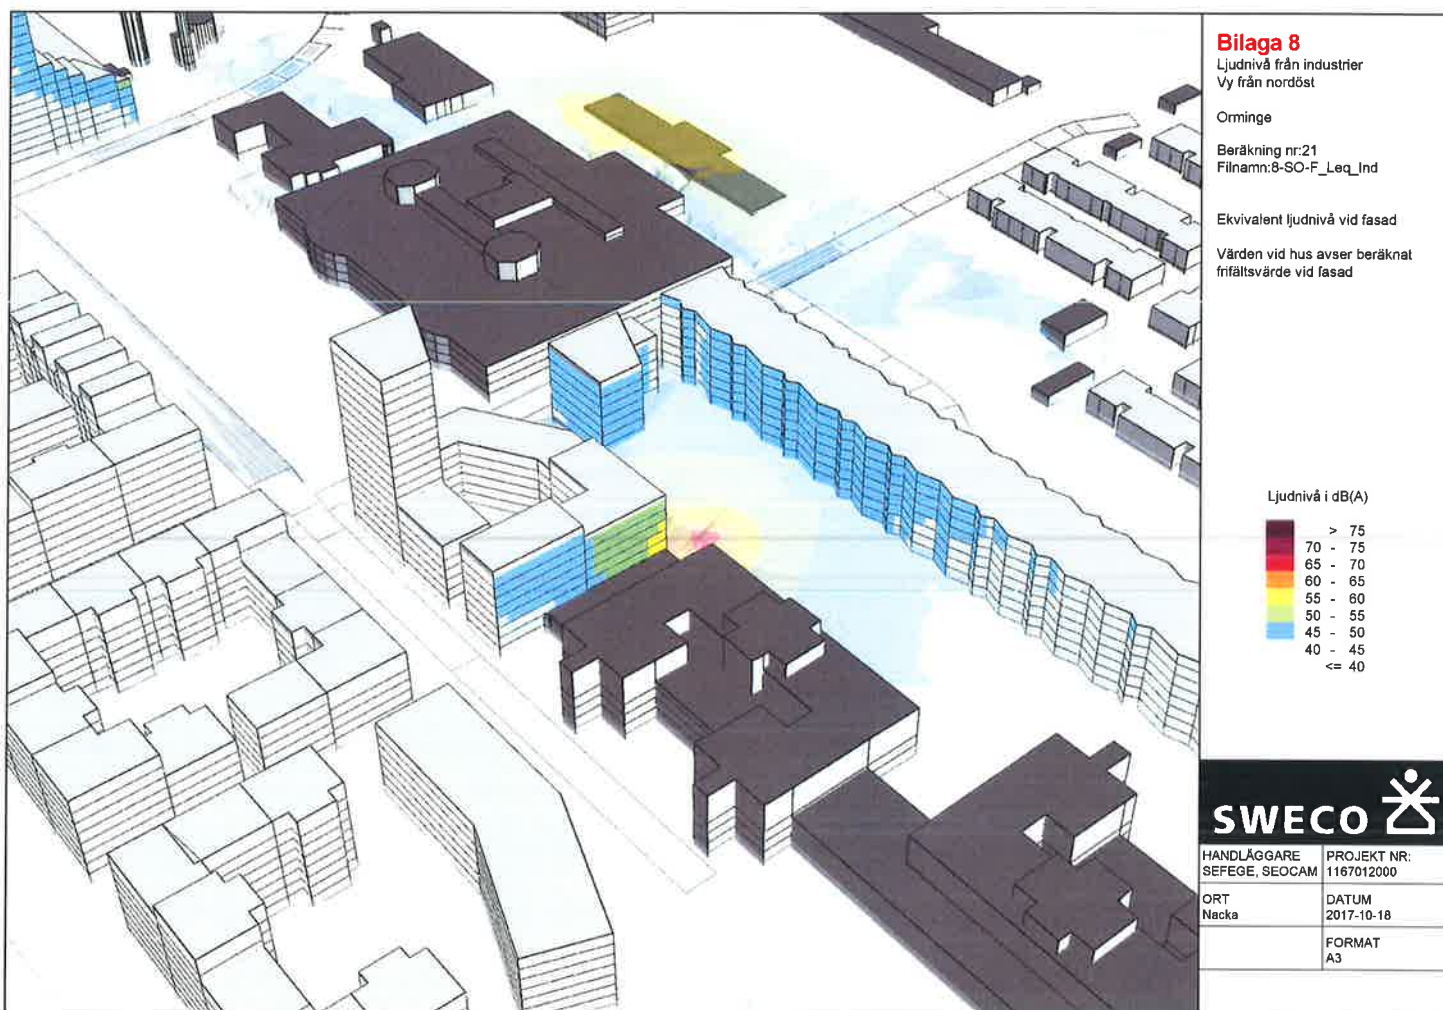 Bilaga 8
Ljudnivå från industrier
Vy från nordöst
Orminge
Beräkning nr:21
Filnamn:8-SO-F_Leq_Ind
Ekvivalent ljudnivå vid fasad
Värden vid hus avser beräknat
frifältsvärde vid fasad
Ljudnivå i dB(A)
> 75
70 - 75
65 - 70
60 - 65
55 - 60
50 - 55
45 - 50
40 - 45
<= 40
SWECO
HANDLÄGGARE
SEFEGE, SEOCAM
PROJEKT NR:
1167012000
ORT
Nacka
DATUM
2017-10-18
FORMAT
A3